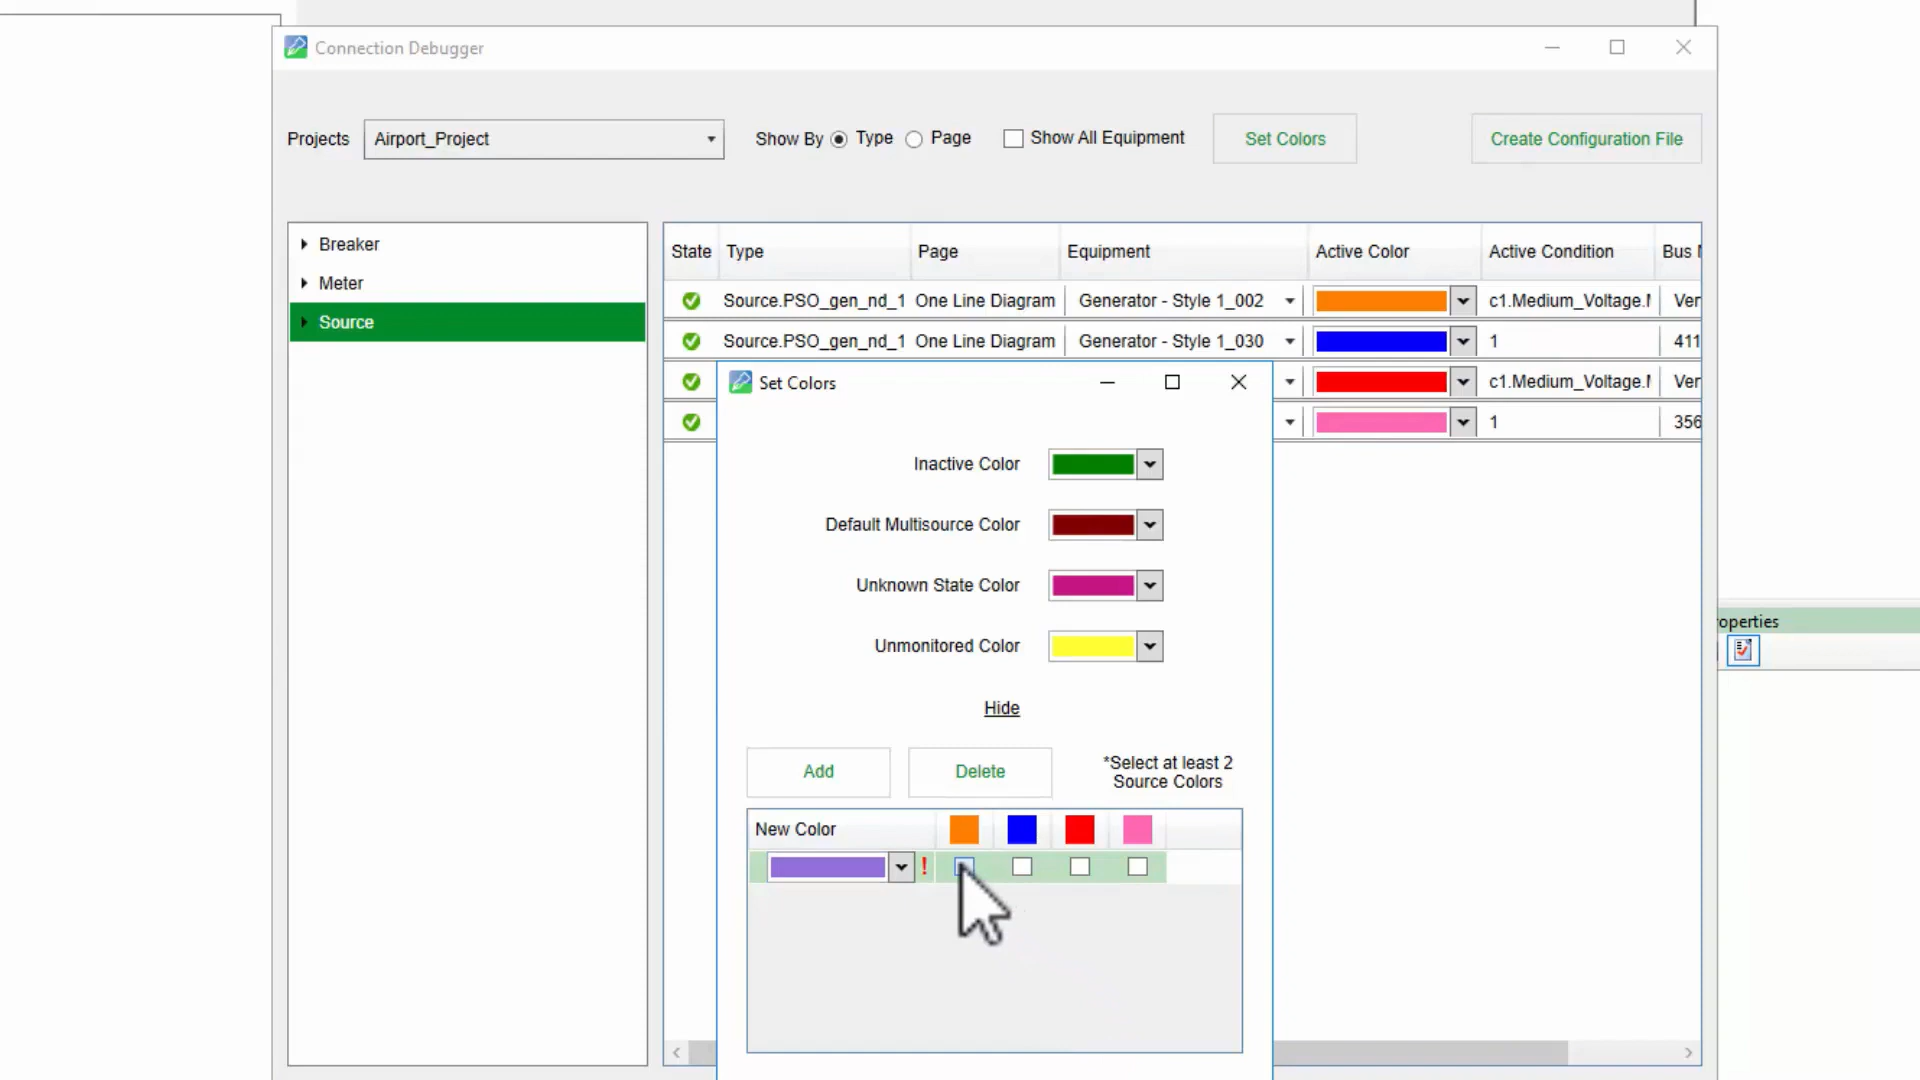 Connection Debugger
Projects Airport_Project Show By Type Page Show All Equipment Set Colors Create Configuration File
Breaker
Meter
Source
State Type Page Equipment Active Color Active Condition Bus
Source.PSO_gen_nd_1 One Line Diagram Generator - Style 1_002 c1.Medium_Voltage. Ver
Source.PSO_gen_nd_1 One Line Diagram Generator - Style 1_030 1 411
c1.Medium_Voltage. Ver
1 356
Set Colors
Inactive Color
Default Multisource Color
Unknown State Color
Unmonitored Color
Hide
Add Delete *Select at least 2
Source Colors
New Color
!
operties